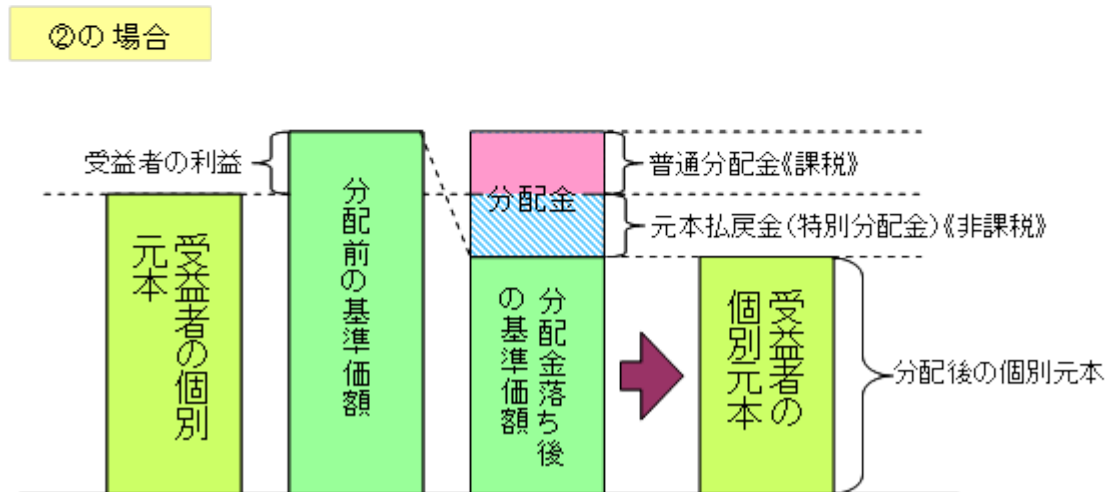 ②の場合
受益者の利益
受益者の個別
元本
分配前の基準価額
分配金
分配金落ち後
の基準価額
普通分配金《課税》
元本払戻金(特別分配金)《非課税》
受益者の
個別元本
分配後の個別元本